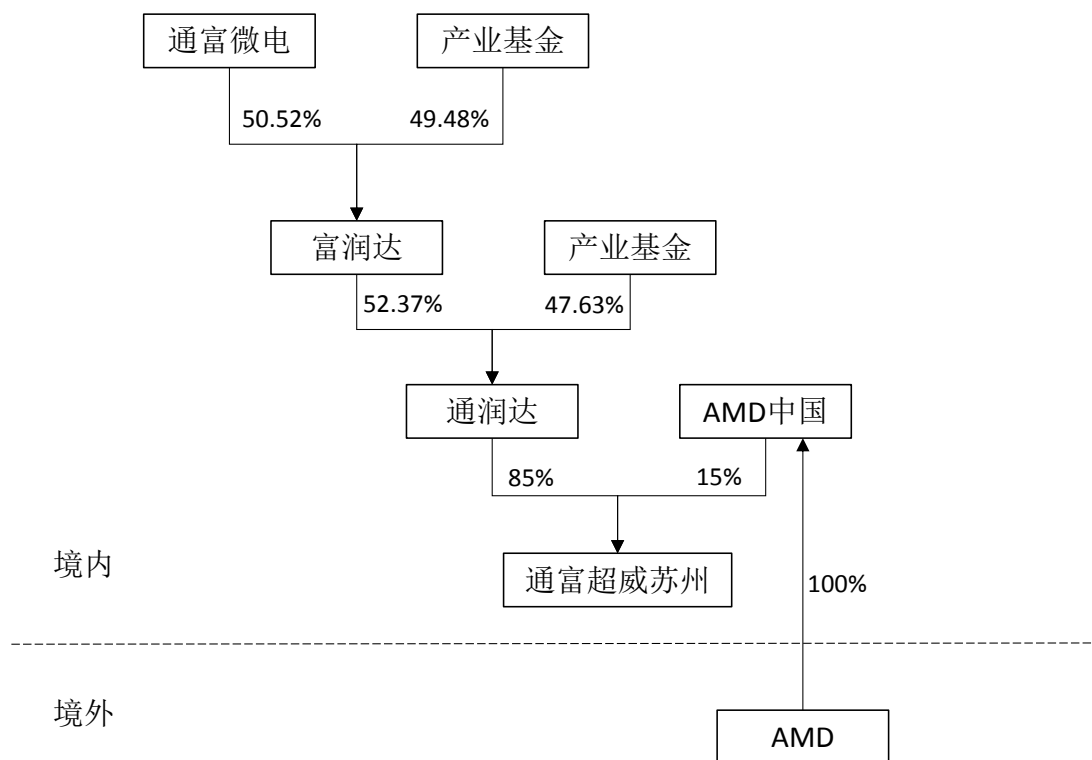 通富微电
产业基金
50.52%
49.48%
富润达
产业基金
52.37%
47.63%
通润达
AMD中国
85%
15%
境内
通富超威苏州
100%
境外
AMD